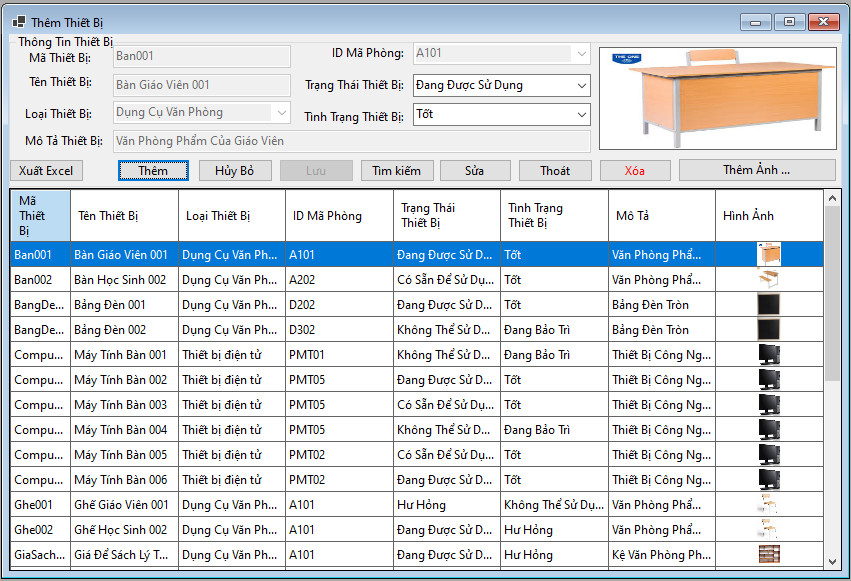 Thêm Thiết Bị
Thông Tin Thiết Bị
Mã Thiết Bị: Ban001
ID Mã Phòng: A101
Tên Thiết Bị: Bàn Giáo Viên 001
Trạng Thái Thiết Bị: Đang Được Sử Dụng
Loại Thiết Bị: Dụng Cụ Văn Phòng
Tình Trạng Thiết Bị: Tốt
Mô Tả Thiết Bị: Văn Phòng Phẩm Của Giáo Viên
THE ONE
Xuất Excel Thêm Hủy Bỏ Lưu Tìm kiếm Sửa Thoát Xóa Thêm Ảnh ...
Mã Thiết Bị Tên Thiết Bị Loại Thiết Bị ID Mã Phòng Trạng Thái Thiết Bị Tình Trạng Thiết Bị Mô Tả Hình Ảnh
Ban001 Bàn Giáo Viên 001 Dụng Cụ Văn Ph... A101 Đang Được Sử D... Tốt Văn Phòng Phẩ...
Ban002 Bàn Học Sinh 002 Dụng Cụ Văn Ph... A202 Có Sẵn Để Sử Dụ... Tốt Văn Phòng Phẩ...
BangDe... Bảng Đèn 001 Dụng Cụ Văn Ph... D202 Đang Được Sử D... Tốt Bảng Đèn Tròn
BangDe... Bảng Đèn 002 Dụng Cụ Văn Ph... D302 Không Thể Sử D... Đang Bảo Trì Bảng Đèn Tròn
Compu... Máy Tính Bàn 001 Thiết bị điện tử PMT01 Không Thể Sử D... Đang Bảo Trì Thiết Bị Công Ng...
Compu... Máy Tính Bàn 002 Thiết bị điện tử PMT05 Đang Được Sử D... Tốt Thiết Bị Công Ng...
Compu... Máy Tính Bàn 003 Thiết bị điện tử PMT05 Có Sẵn Để Sử Dụ... Tốt Thiết Bị Công Ng...
Compu... Máy Tính Bàn 004 Thiết bị điện tử PMT05 Không Thể Sử D... Đang Bảo Trì Thiết Bị Công Ng...
Compu... Máy Tính Bàn 005 Thiết bị điện tử PMT02 Có Sẵn Để Sử Dụ... Tốt Thiết Bị Công Ng...
Compu... Máy Tính Bàn 006 Thiết bị điện tử PMT02 Đang Được Sử D... Tốt Thiết Bị Công Ng...
Ghe001 Ghế Giáo Viên 001 Dụng Cụ Văn Ph... A101 Hư Hỏng Không Thể Sử Dụ... Văn Phòng Phẩ...
Ghe002 Ghế Học Sinh 002 Dụng Cụ Văn Ph... A101 Đang Được Sử D... Hư Hỏng Văn Phòng Phẩ...
GiaSach... Giá Để Sách Lý T... Dụng Cụ Văn Ph... A101 Đang Được Sử D... Hư Hỏng Kệ Văn Phòng Ph...